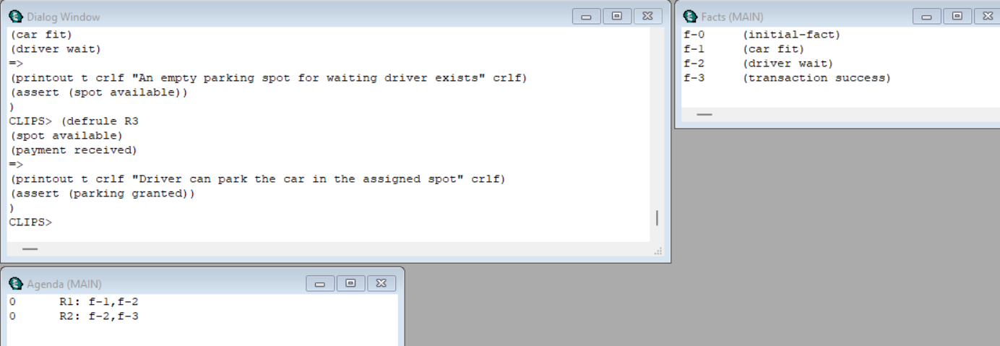 Dialog Window
(car fit)
(driver wait)
=>
(printout t crlf "An empty parking spot for waiting driver exists" crlf)
(assert (spot available))
)
CLIPS> (defrule R3
(spot available)
(payment received)
=>
(printout t crlf "Driver can park the car in the assigned spot" crlf)
(assert (parking granted))
)
CLIPS>
Facts (MAIN)
f-0 (initial-fact)
f-1 (car fit)
f-2 (driver wait)
f-3 (transaction success)
Agenda (MAIN)
0 R1: f-1,f-2
0 R2: f-2,f-3